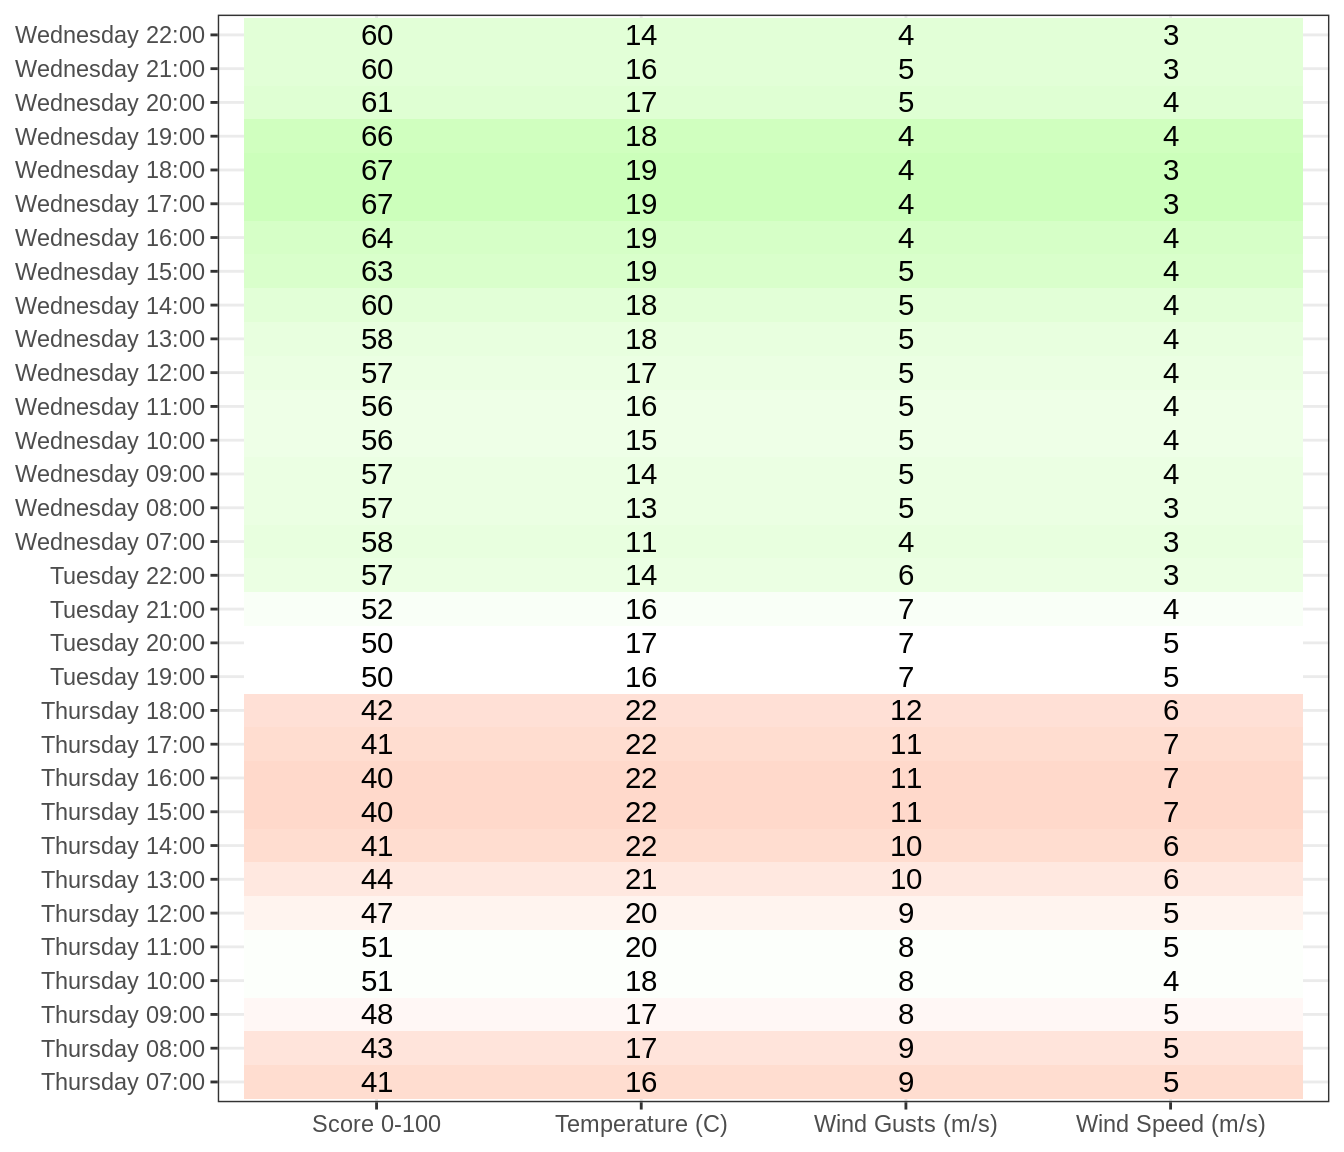 Wednesday 22:00 60 14 4 3
Wednesday 21:00 60 16 5 3
Wednesday 20:00 61 17 5 4
Wednesday 19:00 66 18 4 4
Wednesday 18:00 67 19 4 3
Wednesday 17:00 67 19 4 3
Wednesday 16:00 64 19 4 4
Wednesday 15:00 63 19 5 4
Wednesday 14:00 60 18 5 4
Wednesday 13:00 58 18 5 4
Wednesday 12:00 57 17 5 4
Wednesday 11:00 56 16 5 4
Wednesday 10:00 56 15 5 4
Wednesday 09:00 57 14 5 4
Wednesday 08:00 57 13 5 3
Wednesday 07:00 58 11 4 3
Tuesday 22:00 57 14 6 3
Tuesday 21:00 52 16 7 4
Tuesday 20:00 50 17 7 5
Tuesday 19:00 50 16 7 5
Thursday 18:00 42 22 12 6
Thursday 17:00 41 22 11 7
Thursday 16:00 40 22 11 7
Thursday 15:00 40 22 11 7
Thursday 14:00 41 22 10 6
Thursday 13:00 44 21 10 6
Thursday 12:00 47 20 9 5
Thursday 11:00 51 20 8 5
Thursday 10:00 51 18 8 4
Thursday 09:00 48 17 8 5
Thursday 08:00 43 17 9 5
Thursday 07:00 41 16 9 5
Score 0-100 Temperature (C) Wind Gusts (m/s) Wind Speed (m/s)